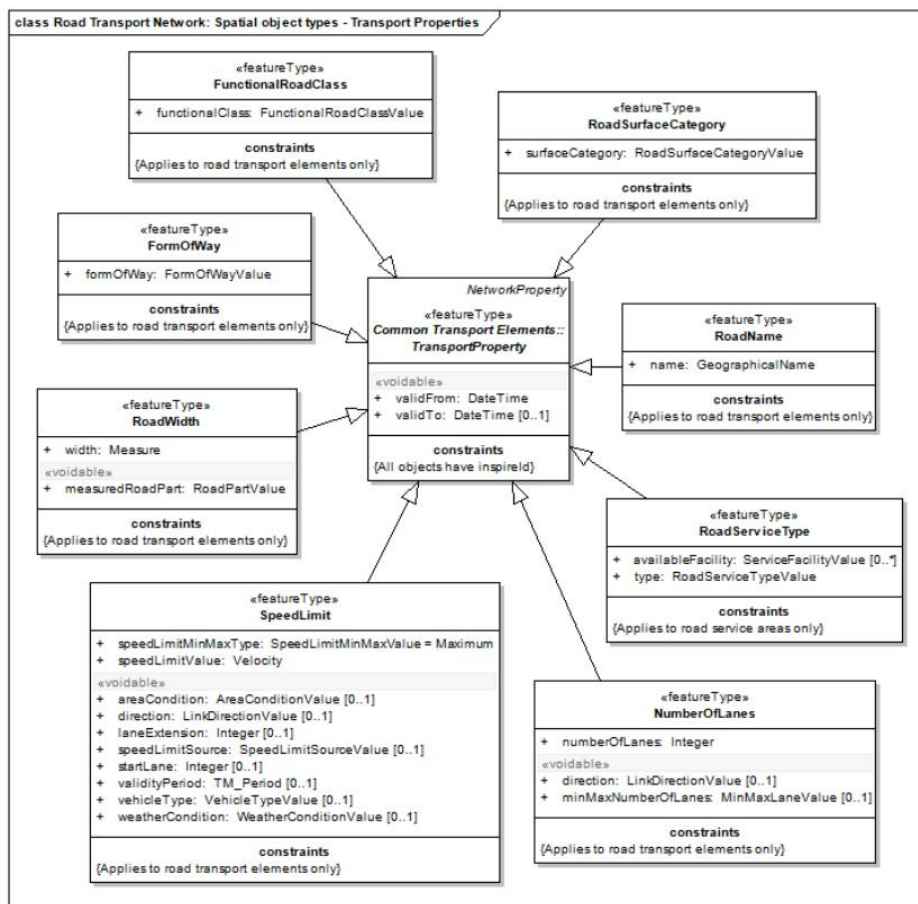 class Road Transport Network: Spatial object types - Transport Properties
«featureType»
FunctionalRoadClass
+ functionalClass: FunctionalRoadClassValue
constraints
{Applies to road transport elements only}
«featureType»
RoadSurfaceCategory
+ surfaceCategory: RoadSurfaceCategoryValue
constraints
{Applies to road transport elements only}
«featureType»
FormOfWay
+ formOfWay: FormOfWayValue
constraints
{Applies to road transport elements only}
NetworkProperty
«featureType»
Common Transport Elements::
TransportProperty
«voidable»
+ validFrom: DateTime
+ validTo: DateTime [0..1]
constraints
{All objects have inspireId}
«featureType»
RoadName
+ name: GeographicalName
constraints
{Applies to road transport elements only}
«featureType»
RoadWidth
+ width: Measure
«voidable»
+ measuredRoadPart: RoadPartValue
constraints
{Applies to road transport elements only}
«featureType»
RoadServiceType
+ availableFacility: ServiceFacilityValue [0..*]
+ type: RoadServiceTypeValue
constraints
{Applies to road service areas only}
«featureType»
SpeedLimit
+ speedLimitMinMaxType: SpeedLimitMinMaxValue = Maximum
+ speedLimitValue: Velocity
«voidable»
+ areaCondition: AreaConditionValue [0..1]
+ direction: LinkDirectionValue [0..1]
+ laneExtension: Integer [0..1]
+ speedLimitSource: SpeedLimitSourceValue [0..1]
+ startLane: Integer [0..1]
+ validityPeriod: TM_Period [0..1]
+ vehicleType: VehicleTypeValue [0..1]
+ weatherCondition: WeatherConditionValue [0..1]
constraints
{Applies to road transport elements only}
«featureType»
NumberOfLanes
+ numberOfLanes: Integer
«voidable»
+ direction: LinkDirectionValue [0..1]
+ minMaxNumberOfLanes: MinMaxLaneValue [0..1]
constraints
{Applies to road transport elements only}